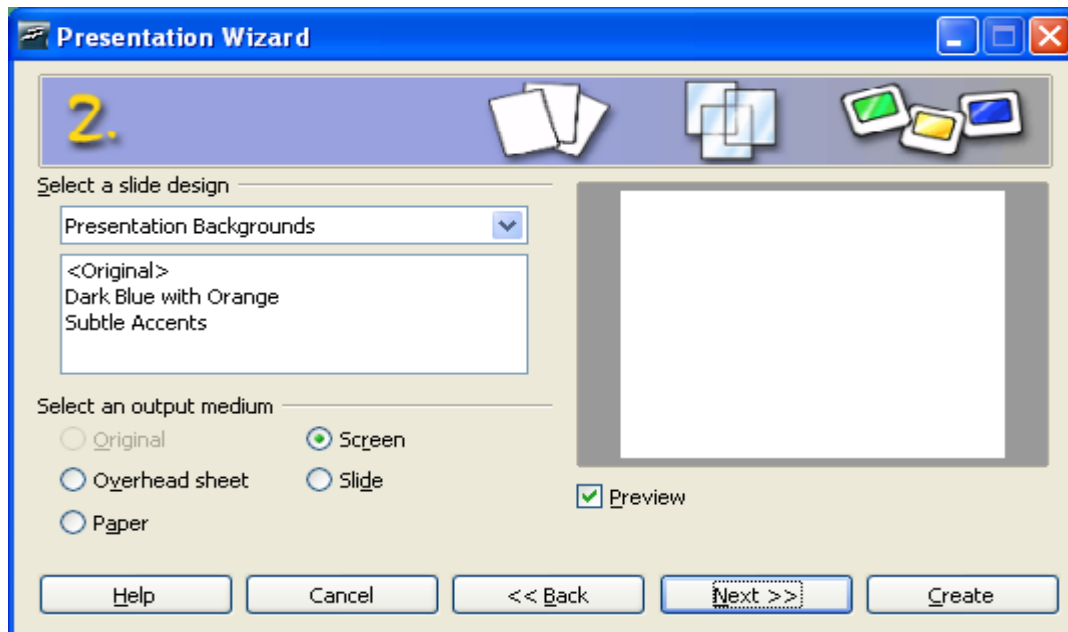 Presentation Wizard
2.
Select a slide design
Presentation Backgrounds
<Original>
Dark Blue with Orange
Subtle Accents
Select an output medium
Original
Screen
Overhead sheet
Slide
Paper
Preview
Help
Cancel
<< Back
Next >>
Create